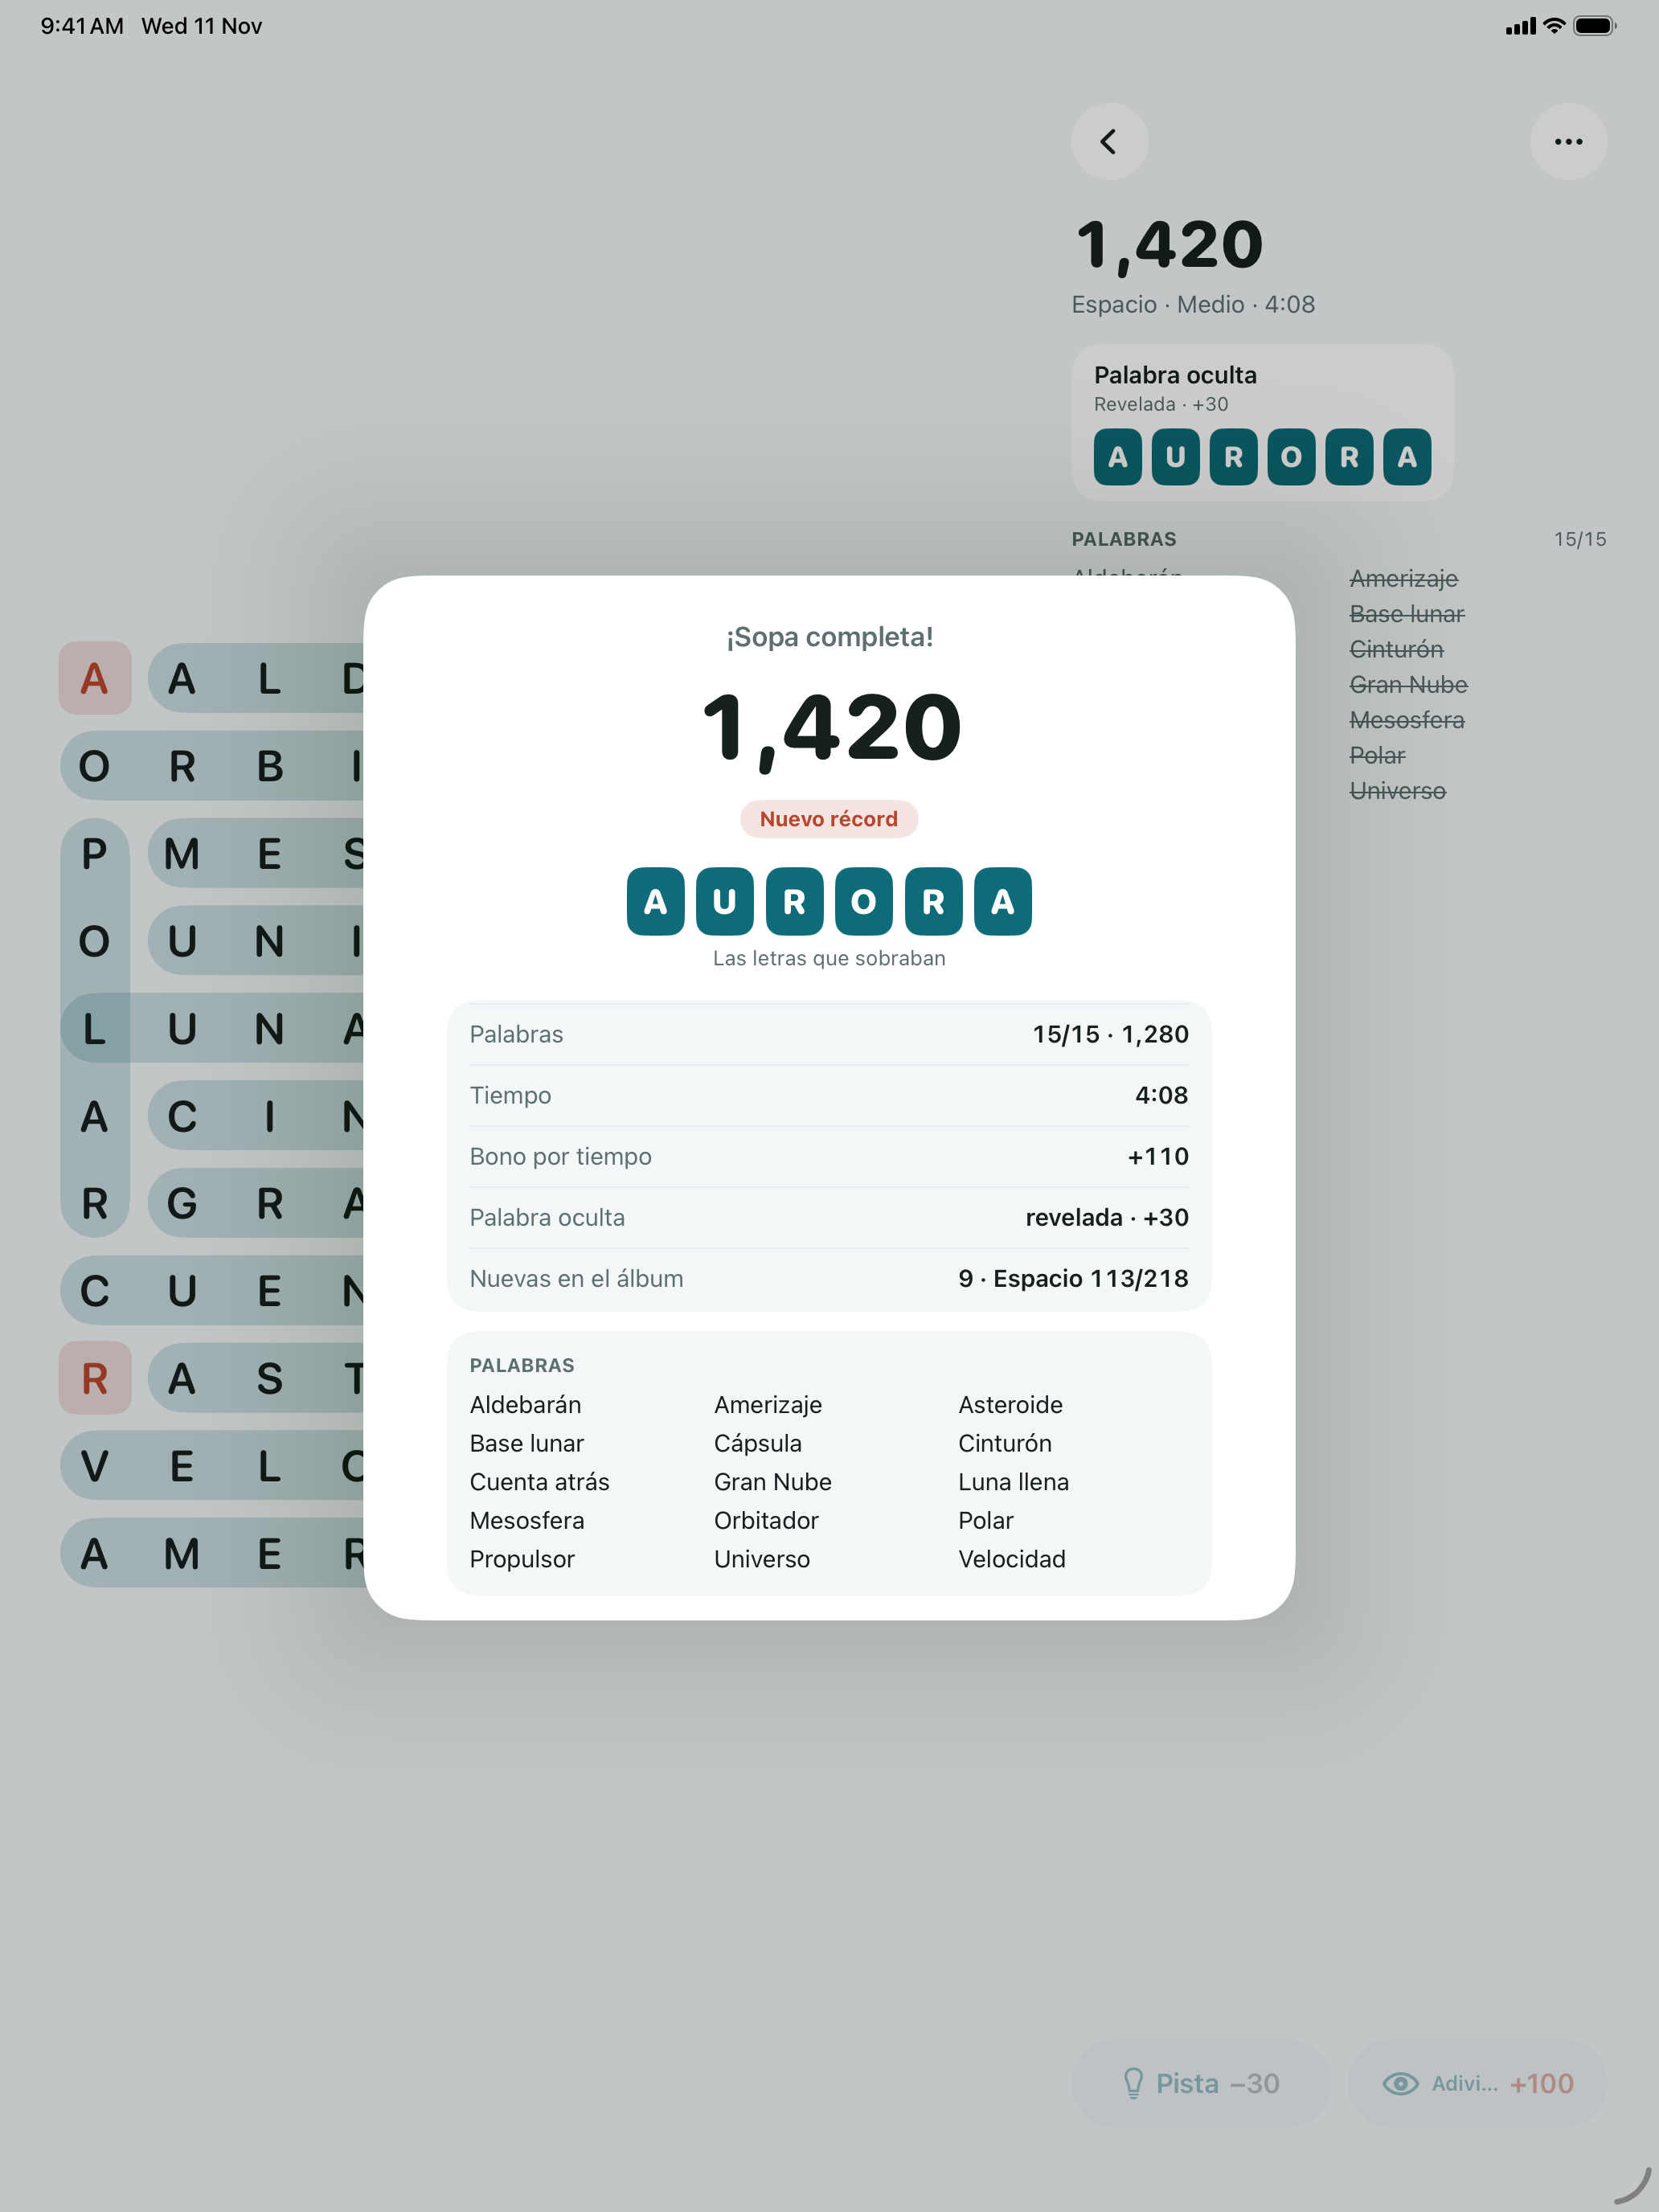 9:41 AM Wed 11 Nov
1,420
Espacio · Medio · 4:08
Palabra oculta
Revelada · +30
A U R O R A
PALABRAS 15/15
Aldebarán Amerizaje
Base lunar
Cinturón
Gran Nube
Mesosfera
Polar
Universo
A A L D
O R B I
P M E S
O U N I
L U N A
A C I N
R G R A
C U E N
R A S T
V E L O
A M E R
¡Sopa completa!
1,420
Nuevo récord
A U R O R A
Las letras que sobraban
Palabras 15/15 · 1,280
Tiempo 4:08
Bono por tiempo +110
Palabra oculta revelada · +30
Nuevas en el álbum 9 · Espacio 113/218
PALABRAS
Aldebarán Amerizaje Asteroide
Base lunar Cápsula Cinturón
Cuenta atrás Gran Nube Luna llena
Mesosfera Orbitador Polar
Propulsor Universo Velocidad
Pista −30
Adivi... +100